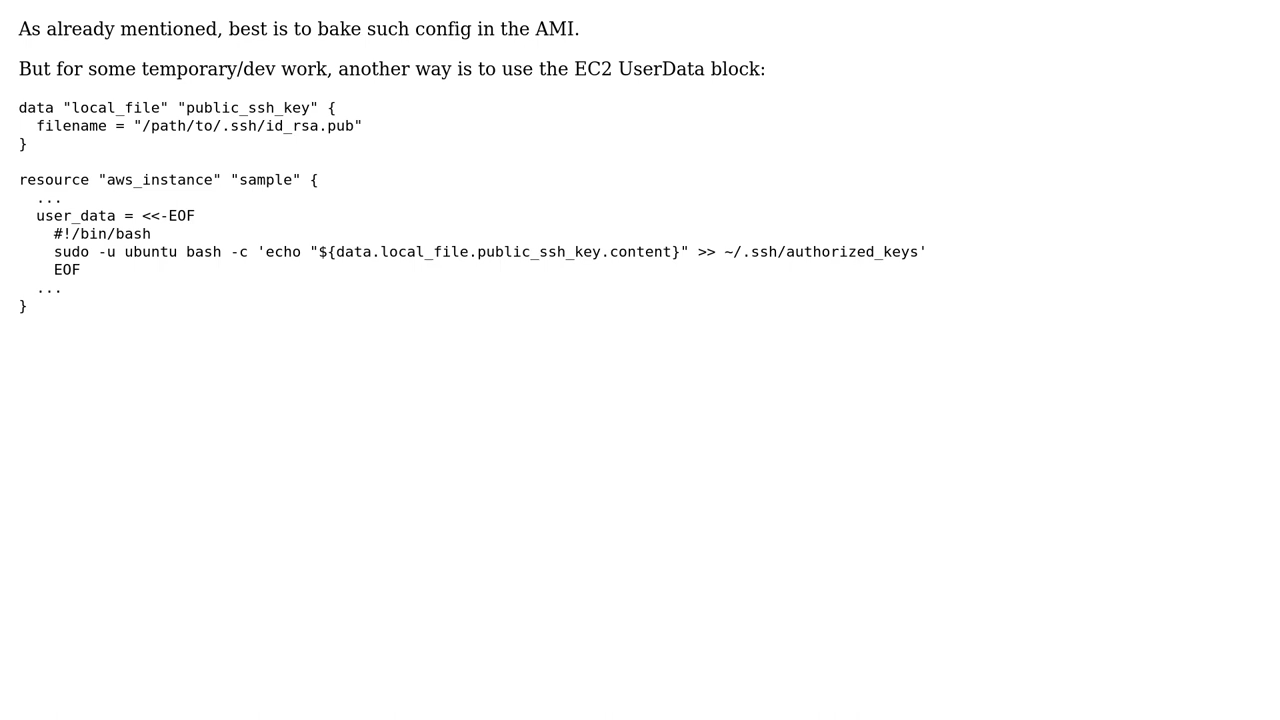 As already mentioned, best is to bake such config in the AMI.
But for some temporary/dev work, another way is to use the EC2 UserData block:
data "local_file" "public_ssh_key" {
  filename = "/path/to/.ssh/id_rsa.pub"
}
resource "aws_instance" "sample" {
  ...
  user_data = <<-EOF
    #!/bin/bash
    sudo -u ubuntu bash -c 'echo "${data.local_file.public_ssh_key.content}" >> ~/.ssh/authorized_keys'
    EOF
  ...
}